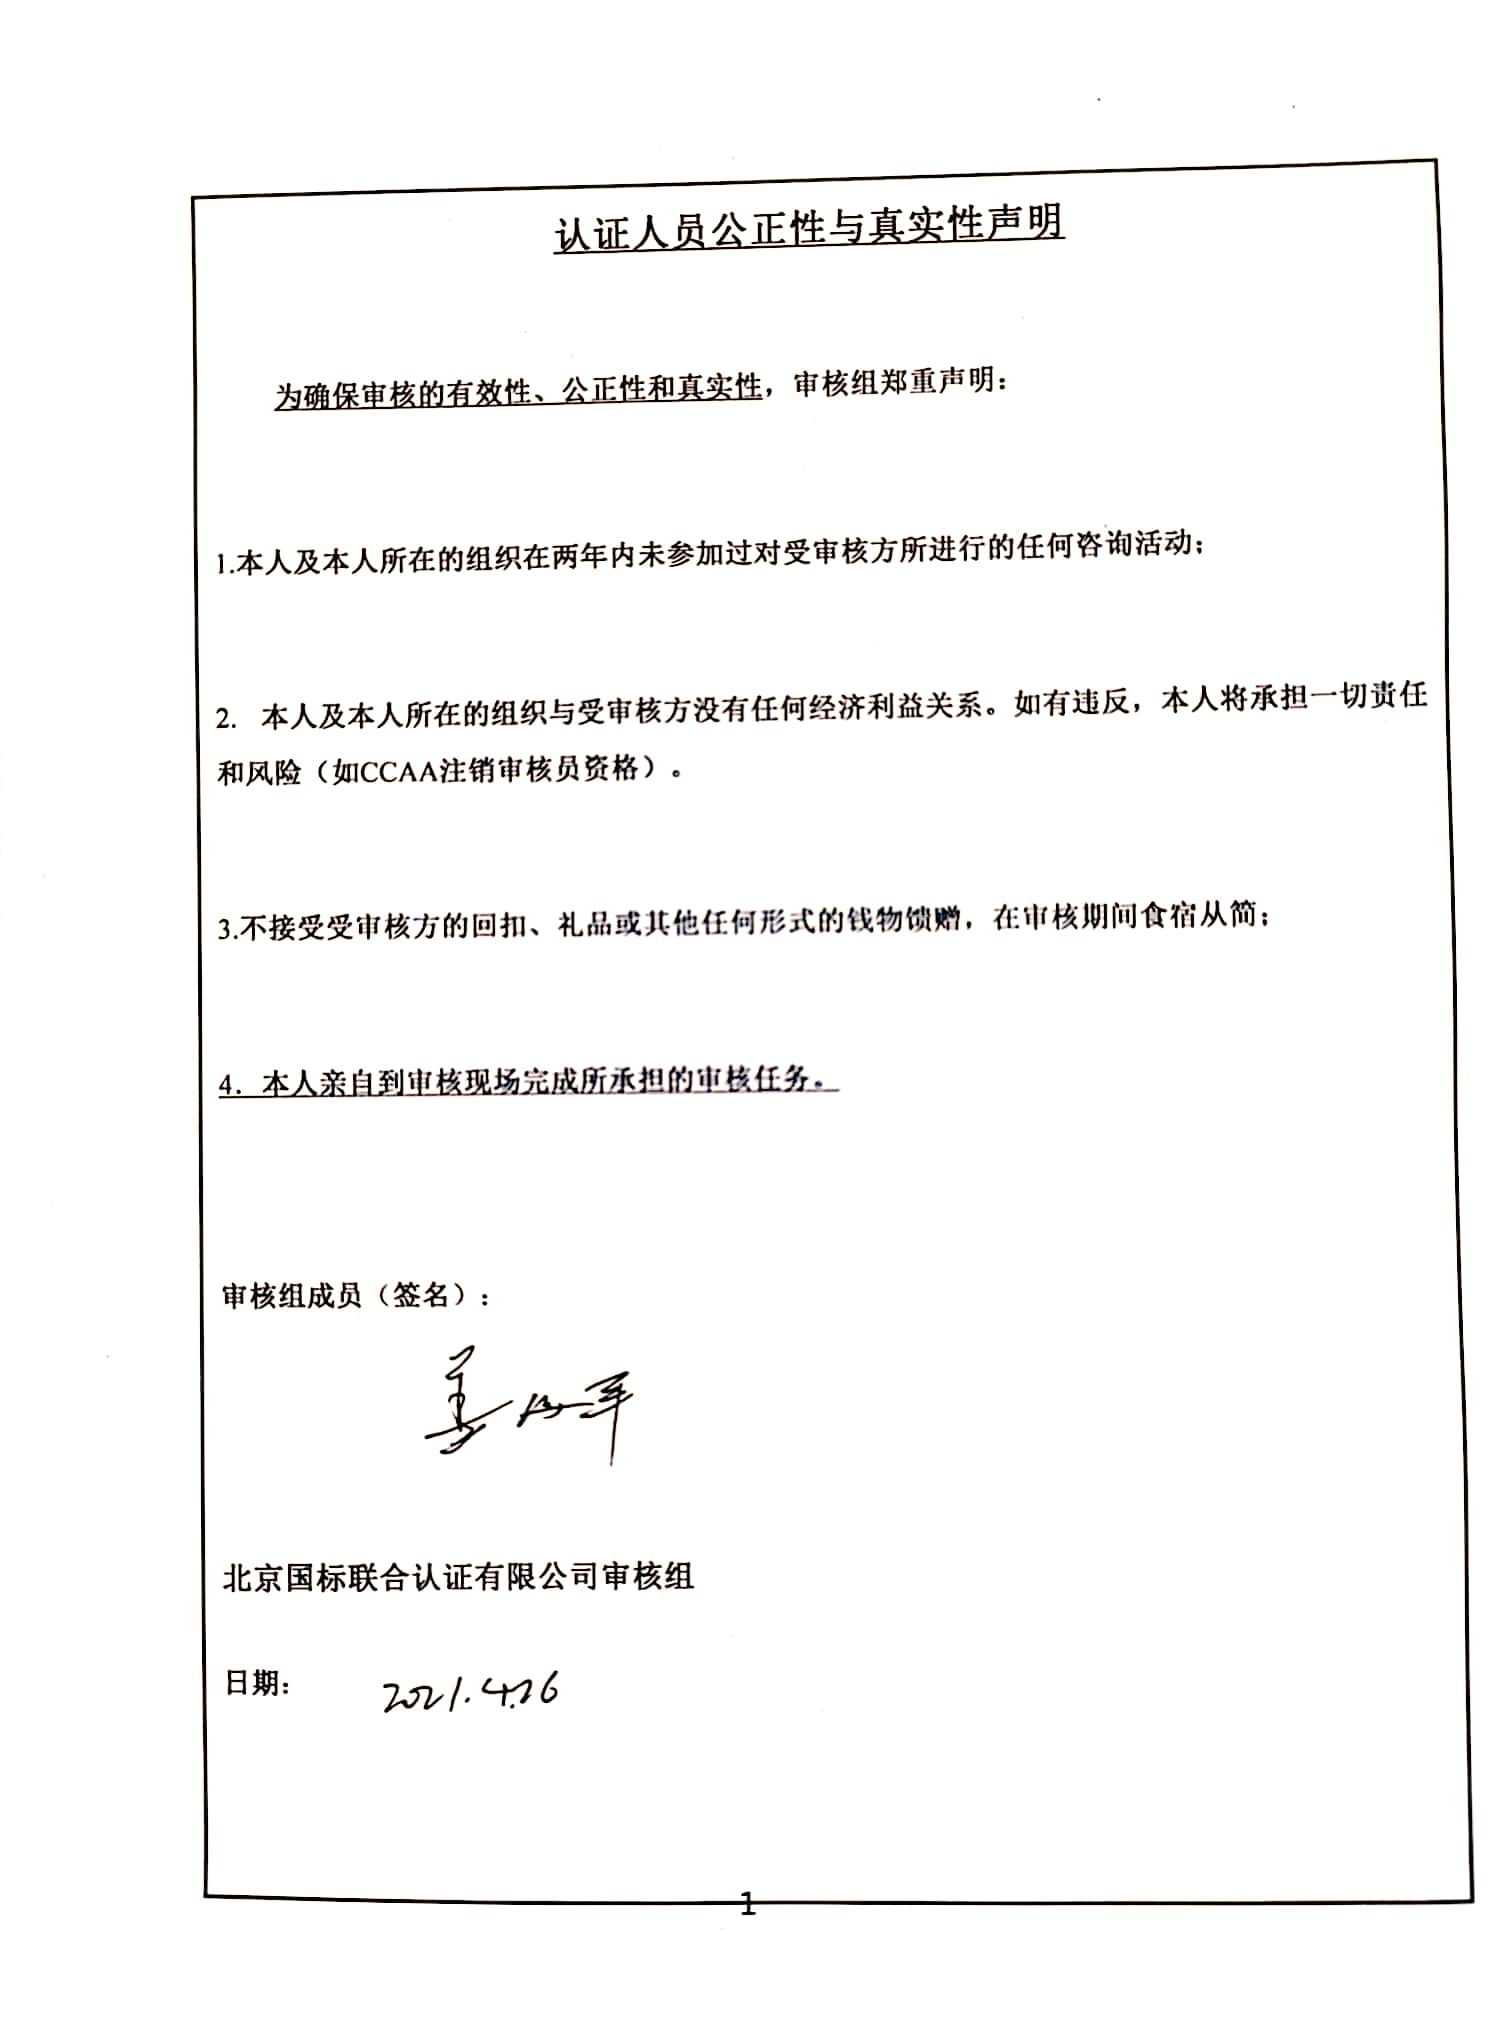 认证人员公正性与真实性声明
为确保审核的有效性、公正性和真实性，审核组郑重声明：
1.本人及本人所在的组织在两年内未参加过对受审核方所进行的任何咨询活动；
2. 本人及本人所在的组织与受审核方没有任何经济利益关系。如有违反，本人将承担一切责任
和风险（如CCAA注销审核员资格）。
3.不接受受审核方的回扣、礼品或其他任何形式的钱物馈赠，在审核期间食宿从简；
4. 本人亲自到审核现场完成所承担的审核任务。
审核组成员（签名）：
北京国标联合认证有限公司审核组
日期： 2021.4.26
1